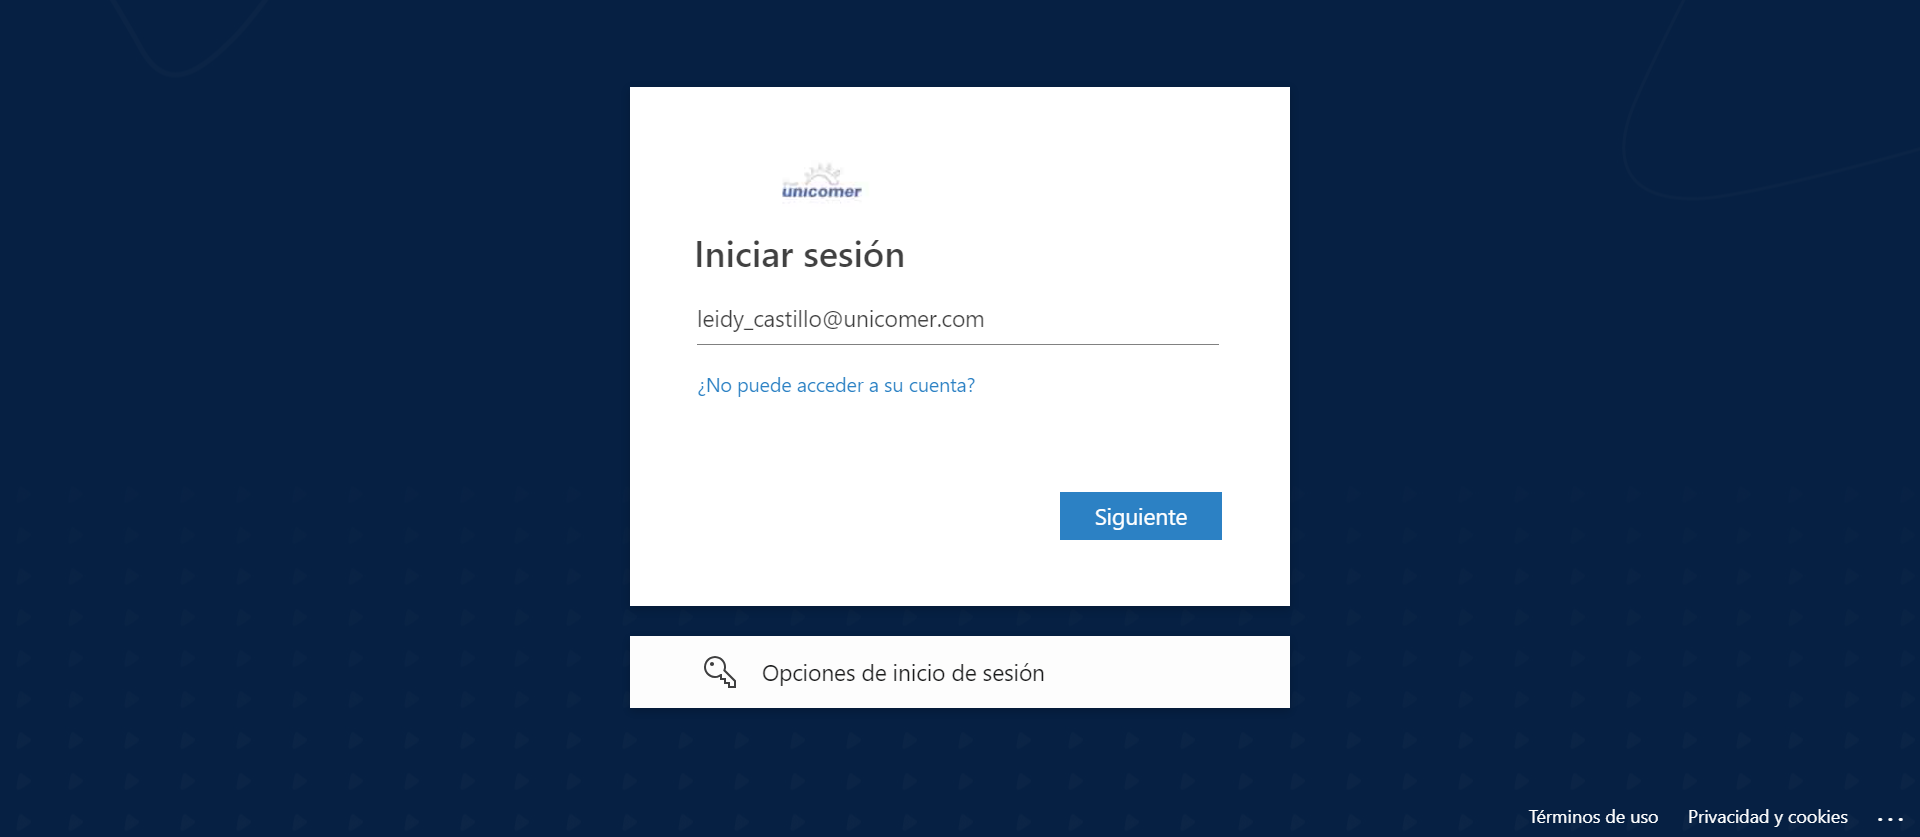 unicomer
Iniciar sesión
leidy_castillo@unicomer.com
¿No puede acceder a su cuenta?
Siguiente
Opciones de inicio de sesión
Términos de uso
Privacidad y cookies
...